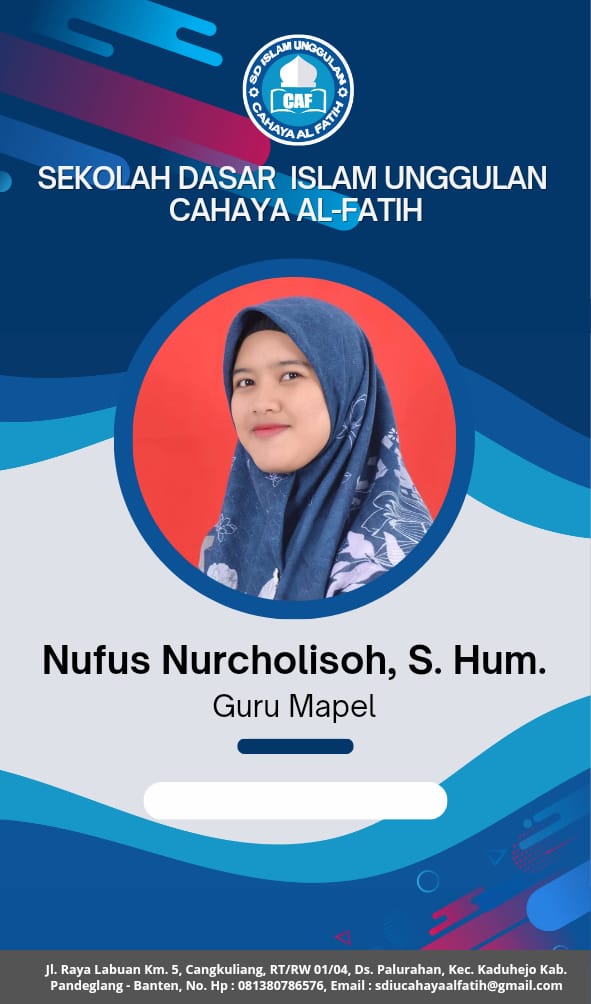 SD ISLAM UNGGULAN
CAF
CAHAYA AL FATIH
SEKOLAH DASAR ISLAM UNGGULAN
CAHAYA AL-FATIH
Nufus Nurcholisoh, S. Hum.
Guru Mapel
Jl. Raya Labuan Km. 5, Cangkuliang, RT/RW 01/04, Ds. Palurahan, Kec. Kaduhejo Kab.
Pandeglang - Banten, No. Hp : 081380786576, Email : sdiucahayaalfatih@gmail.com